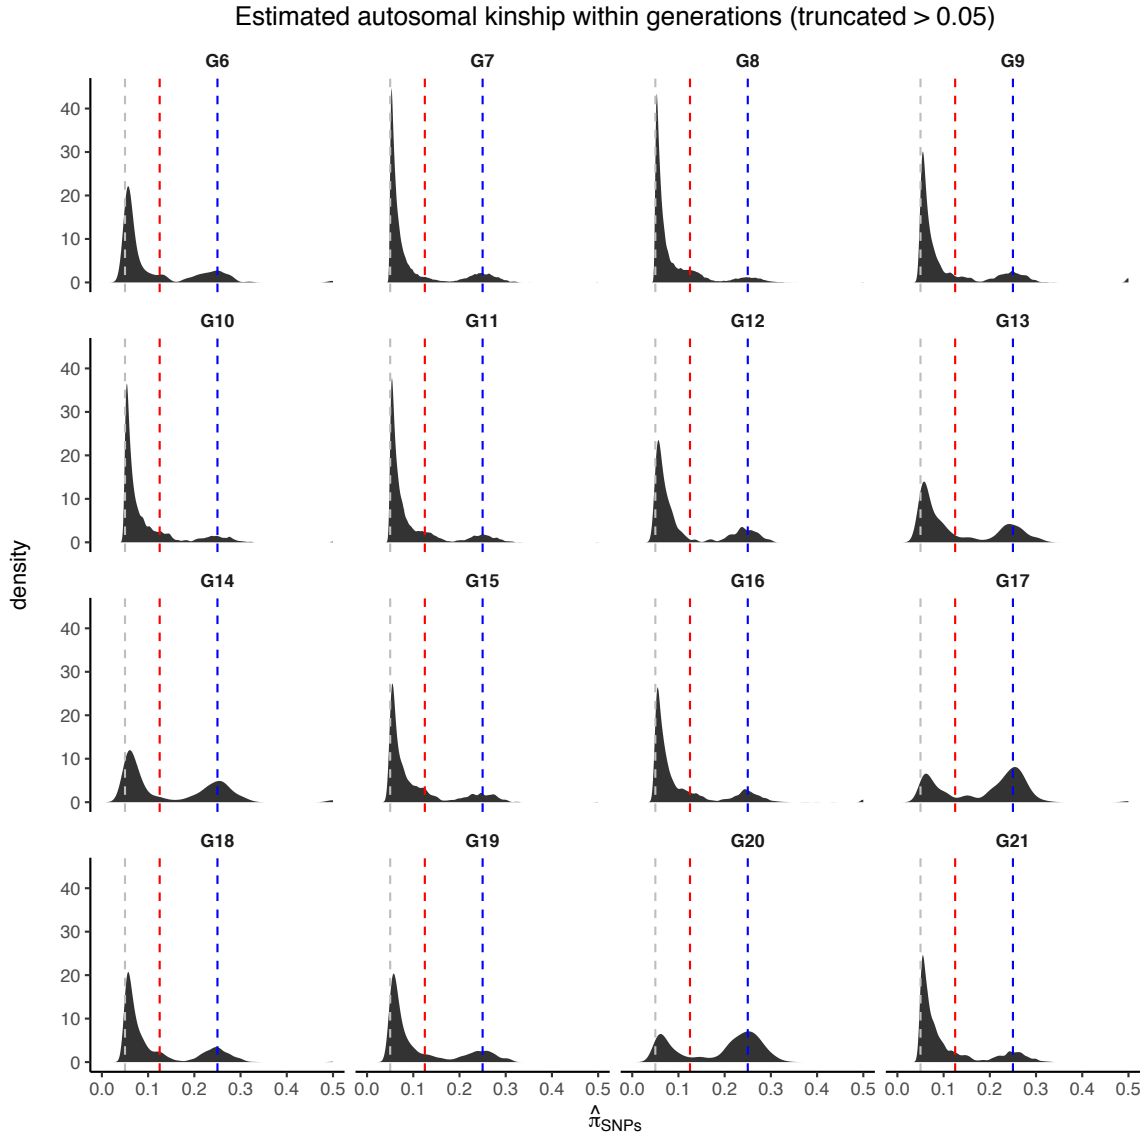 Estimated autosomal kinship within generations (truncated > 0.05)
G6 G7 G8 G9
40
30
20
10
0
G10 G11 G12 G13
40
30
20
10
0
density
G14 G15 G16 G17
40
30
20
10
0
G18 G19 G20 G21
40
30
20
10
0
0.0 0.1 0.2 0.3 0.4 0.5 0.0 0.1 0.2 0.3 0.4 0.5 0.0 0.1 0.2 0.3 0.4 0.5 0.0 0.1 0.2 0.3 0.4 0.5
π̂SNPs